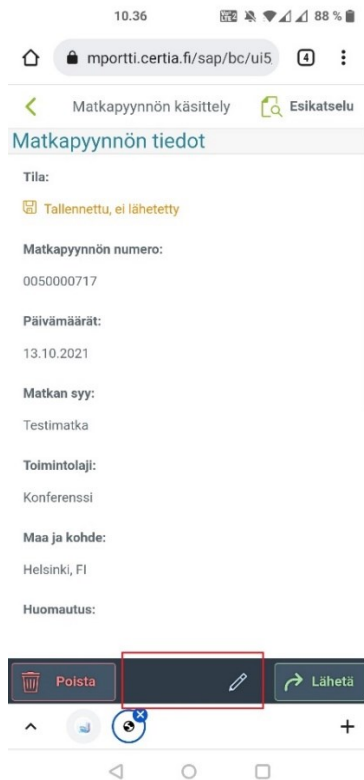 10.36
88 %
mportti.certia.fi/sap/bc/ui5
4
Matkapyynnön käsittely
Esikatselu
Matkapyynnön tiedot
Tila:
Tallennettu, ei lähetetty
Matkapyynnön numero:
0050000717
Päivämäärät:
13.10.2021
Matkan syy:
Testimatka
Toimintolaji:
Konferenssi
Maa ja kohde:
Helsinki, FI
Huomautus:
Poista
Lähetä